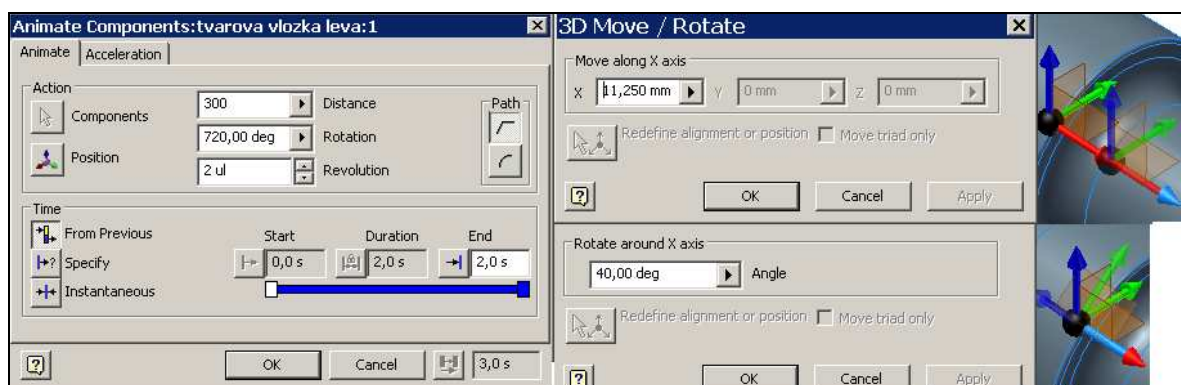 Animate Components:tvarova vlozka leva:1
Animate Acceleration
Action
Components
Position
300 Distance
720,00 deg Rotation
2 ul Revolution
Path
Time
From Previous
Specify
Instantaneous
Start Duration End
0,0 s 2,0 s 2,0 s
OK Cancel 3,0 s
3D Move / Rotate
Move along X axis
X 11,250 mm Y 0 mm Z 0 mm
Redefine alignment or position Move triad only
OK Cancel Apply
Rotate around X axis
40,00 deg Angle
Redefine alignment or position Move triad only
OK Cancel Apply